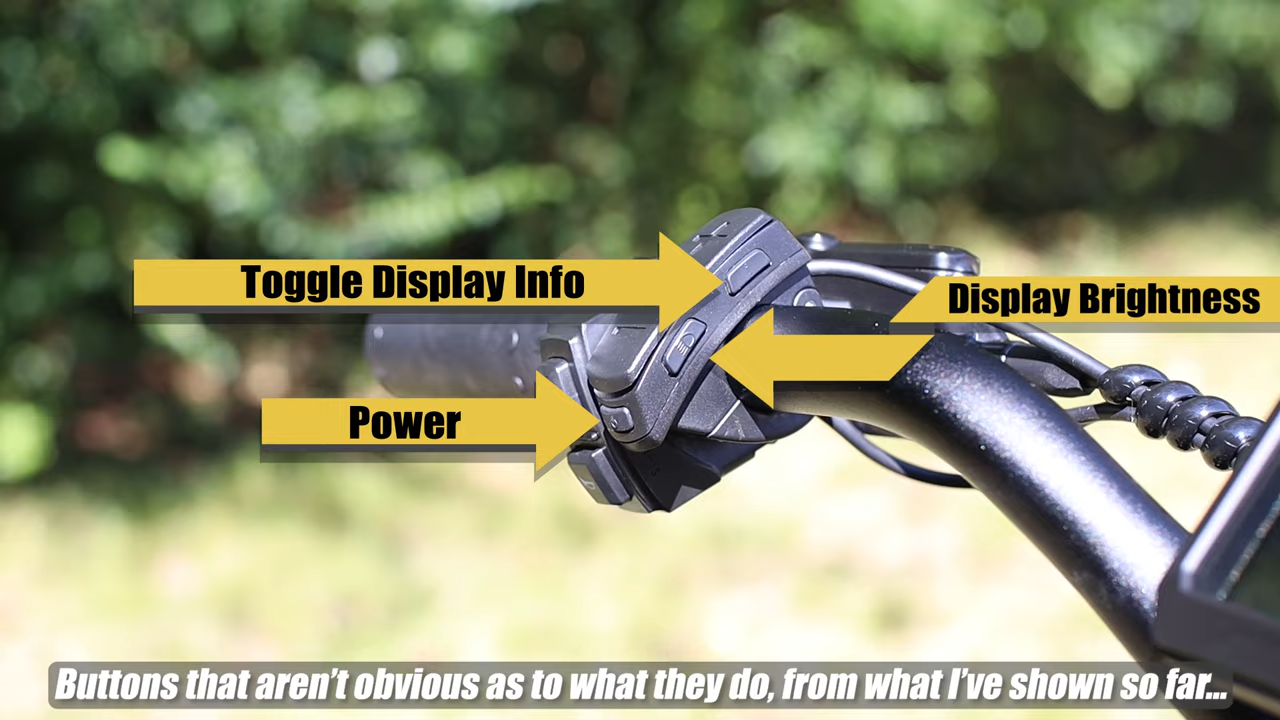 Toggle Display Info
Display Brightness
Power
Buttons that aren't obvious as to what they do, from what I've shown so far...